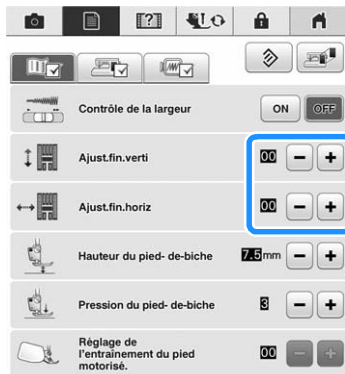 Contrôle de la largeur
ON OFF
Ajust.fin.verti
00 - +
Ajust.fin.horiz
00 - +
Hauteur du pied- de-biche
7.5mm - +
Pression du pied- de-biche
3 - +
Réglage de
l'entraînement du pied
motorisé.
00 - +